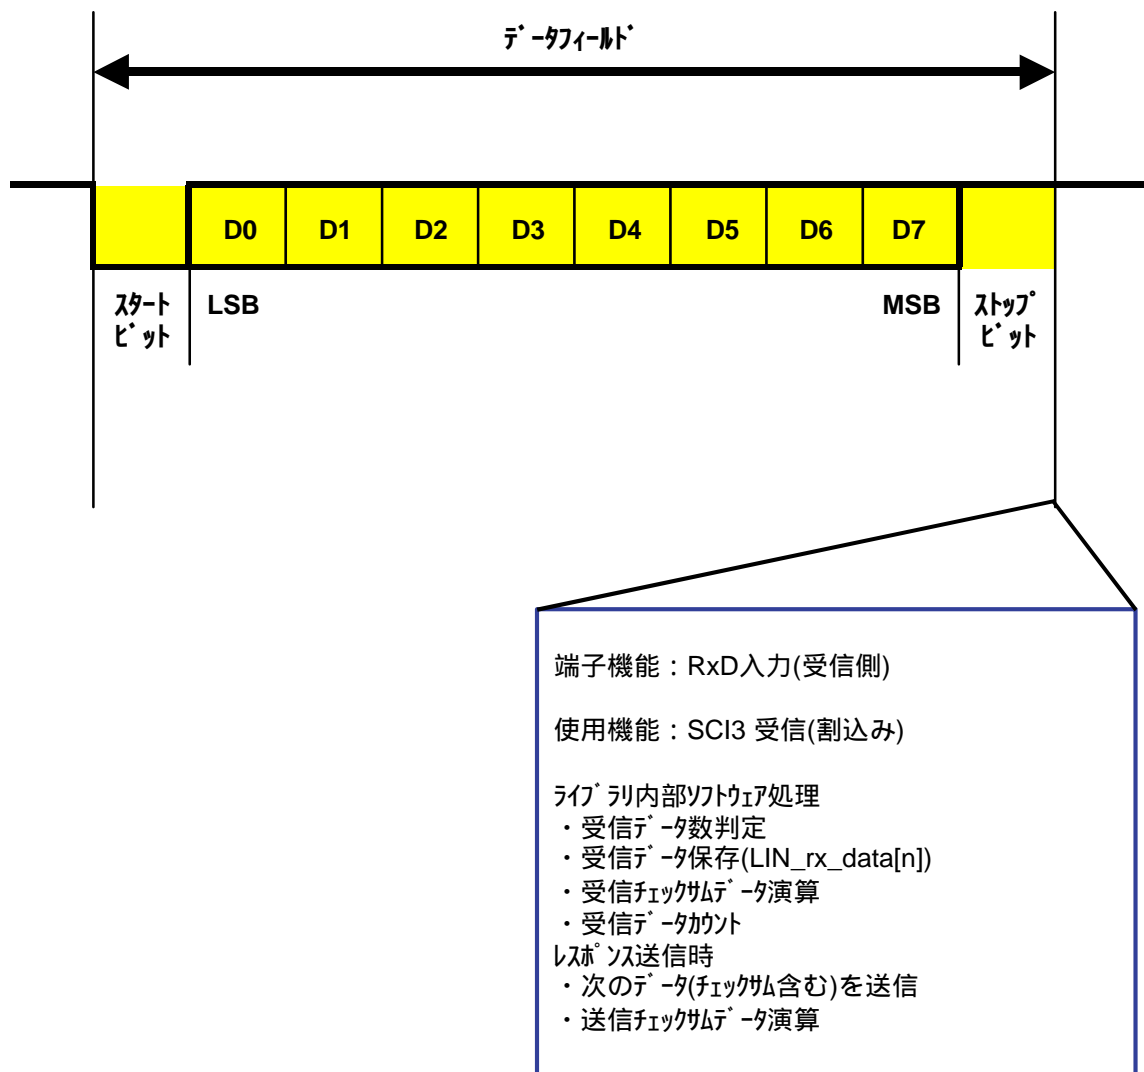 ﾃﾞｰﾀﾌｨｰﾙﾄﾞ
D0 D1 D2 D3 D4 D5 D6 D7
ｽﾀｰﾄ
ﾋﾞｯﾄ
LSB
MSB
ｽﾄｯﾌﾟ
ﾋﾞｯﾄ
端子機能：RxD入力(受信側)
使用機能：SCI3 受信(割込み)
ﾗｲﾌﾞﾗﾘ内部ｿﾌﾄｳｪｱ処理
・受信ﾃﾞｰﾀ数判定
・受信ﾃﾞｰﾀ保存(LIN_rx_data[n])
・受信ﾁｪｯｸｻﾑﾃﾞｰﾀ演算
・受信ﾃﾞｰﾀｶｳﾝﾄ
ﾚｽﾎﾟﾝｽ送信時
・次のﾃﾞｰﾀ(ﾁｪｯｸｻﾑ含む)を送信
・送信ﾁｪｯｸｻﾑﾃﾞｰﾀ演算